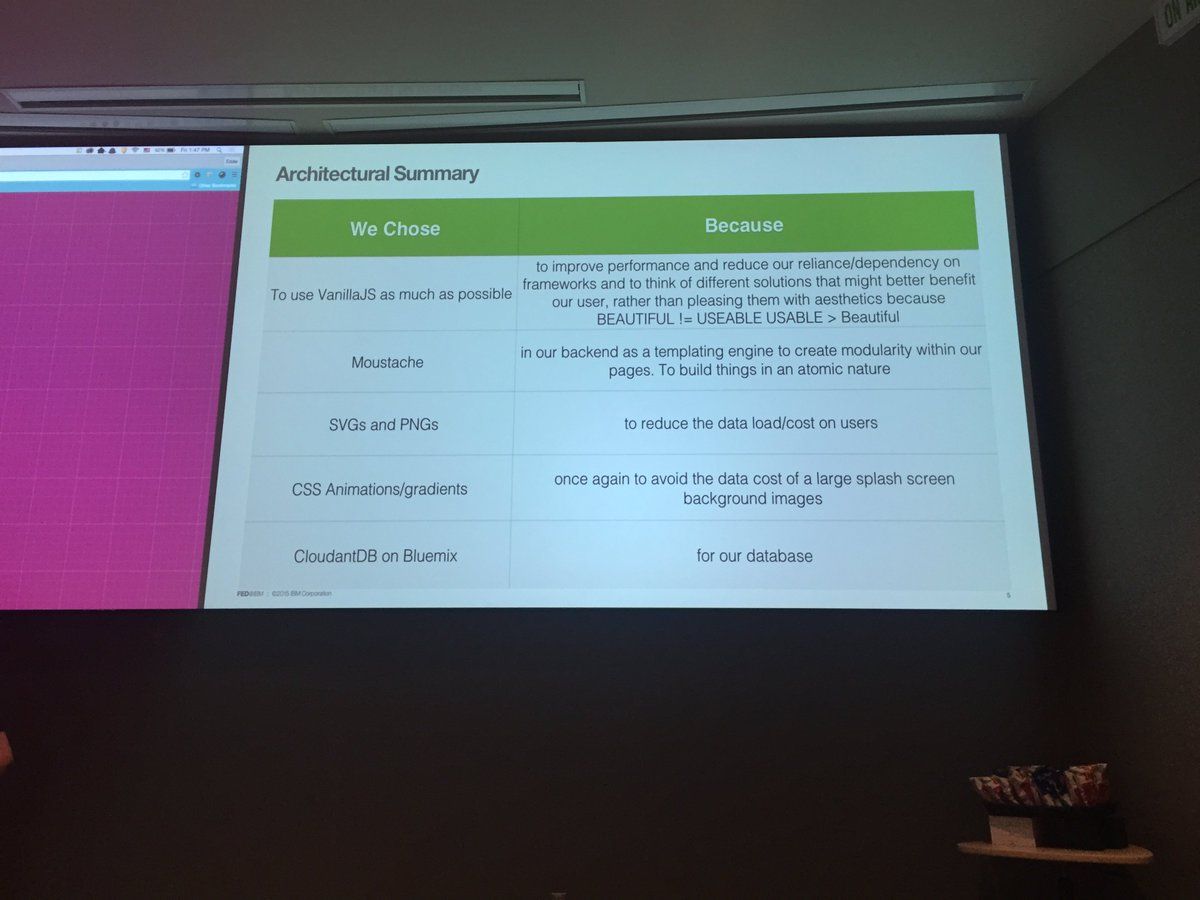 ON A
Fri 1:47 PM
Other Bookmarks
Architectural Summary
We Chose
Because
To use VanillaJS as much as possible
to improve performance and reduce our reliance/dependency on
frameworks and to think of different solutions that might better benefit
our user, rather than pleasing them with aesthetics because
BEAUTIFUL != USEABLE USABLE > Beautiful
Moustache
in our backend as a templating engine to create modularity within our
pages. To build things in an atomic nature
SVGs and PNGs
to reduce the data load/cost on users
CSS Animations/gradients
once again to avoid the data cost of a large splash screen
background images
CloudantDB on Bluemix
for our database
FED@IBM | ©2015 IBM Corporation
5